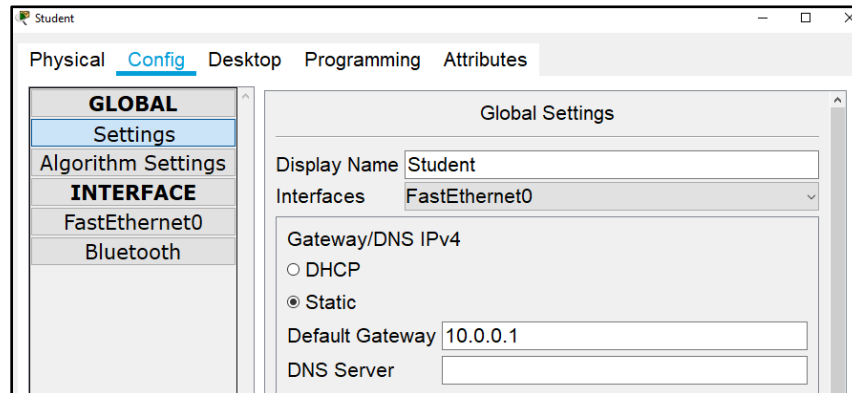 Student
Physical Config Desktop Programming Attributes
GLOBAL
Settings
Algorithm Settings
INTERFACE
FastEthernet0
Bluetooth
Global Settings
Display Name Student
Interfaces FastEthernet0
Gateway/DNS IPv4
DHCP
Static
Default Gateway 10.0.0.1
DNS Server